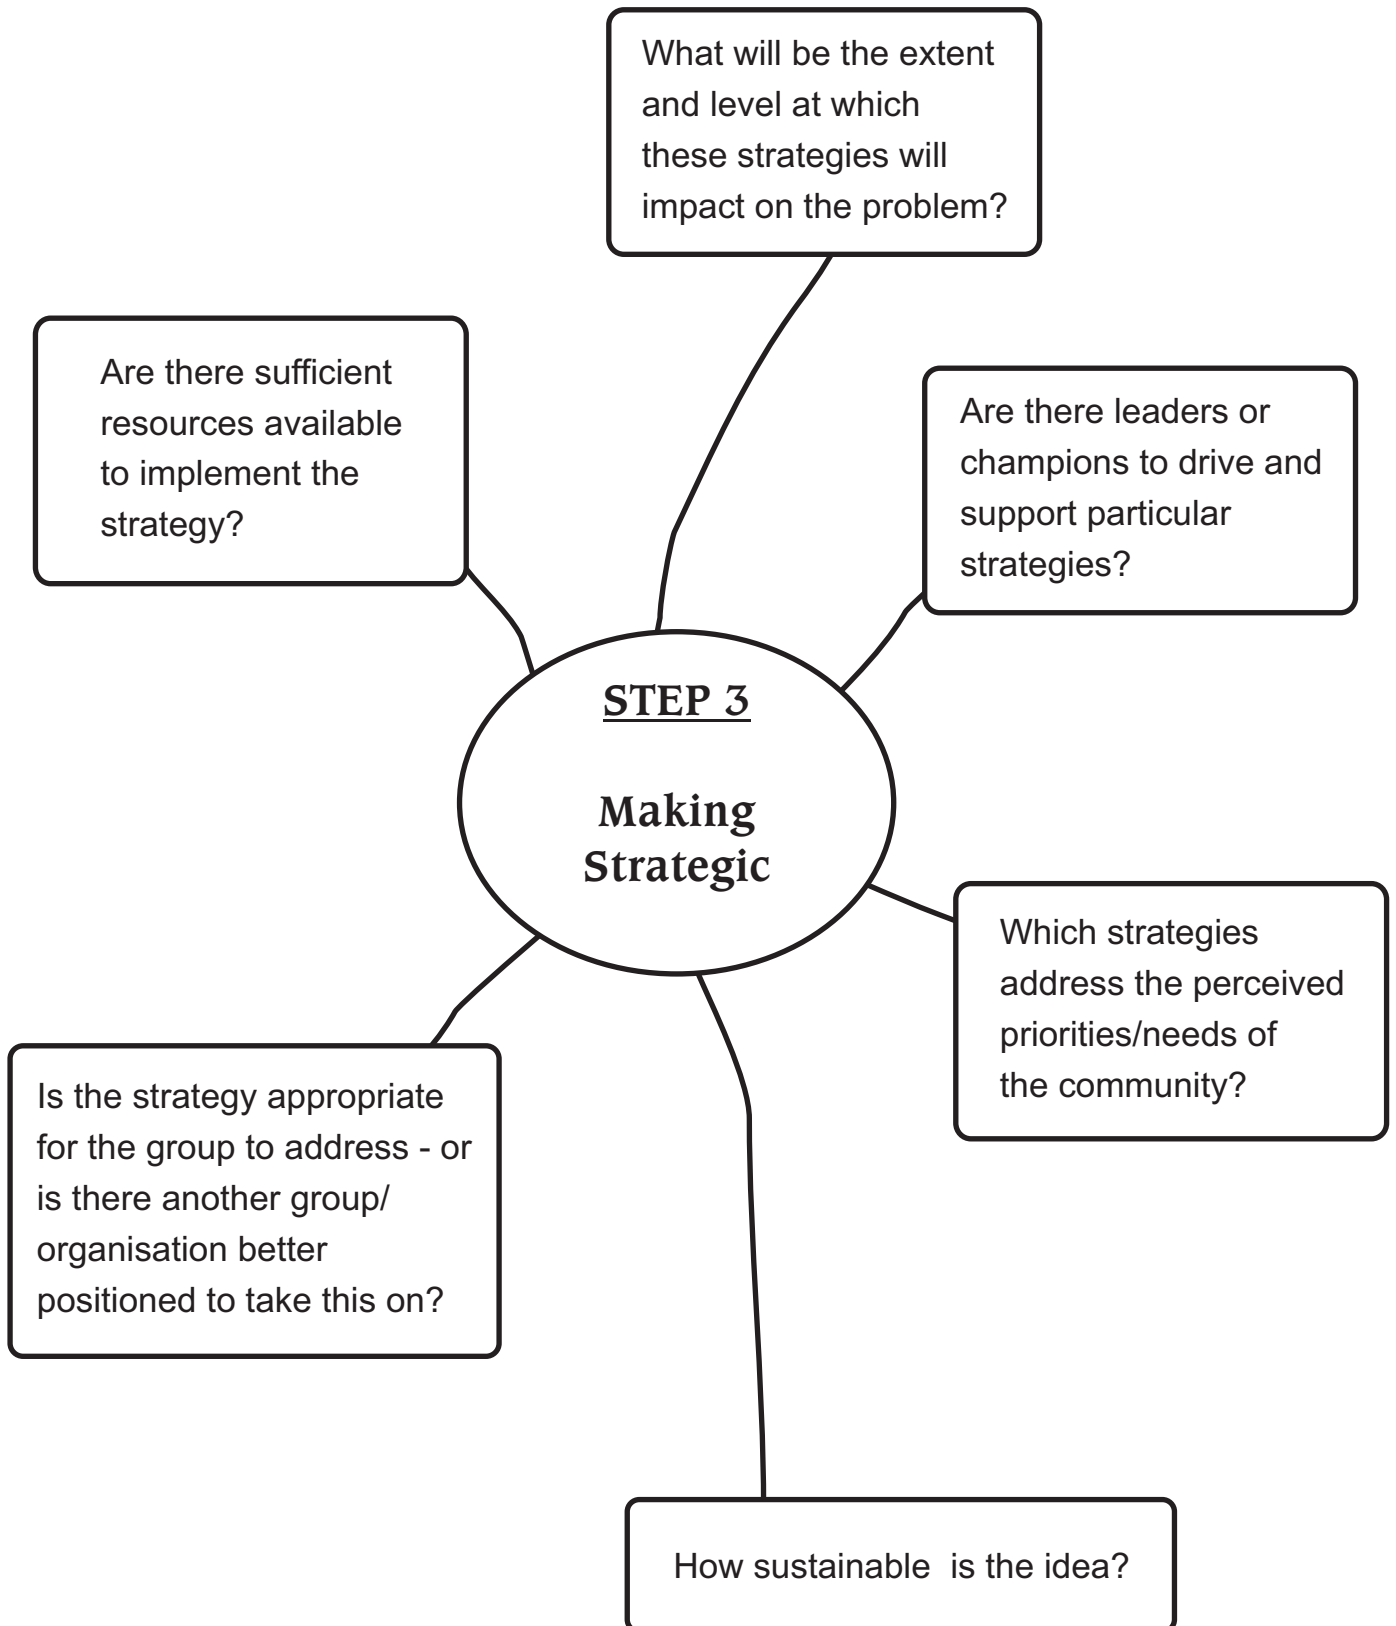 What will be the extent
and level at which
these strategies will
impact on the problem?
Are there sufficient
resources available
to implement the
strategy?
Are there leaders or
champions to drive and
support particular
strategies?
STEP 3
Making
Strategic
Which strategies
address the perceived
priorities/needs of
the community?
Is the strategy appropriate
for the group to address - or
is there another group/
organisation better
positioned to take this on?
How sustainable  is the idea?